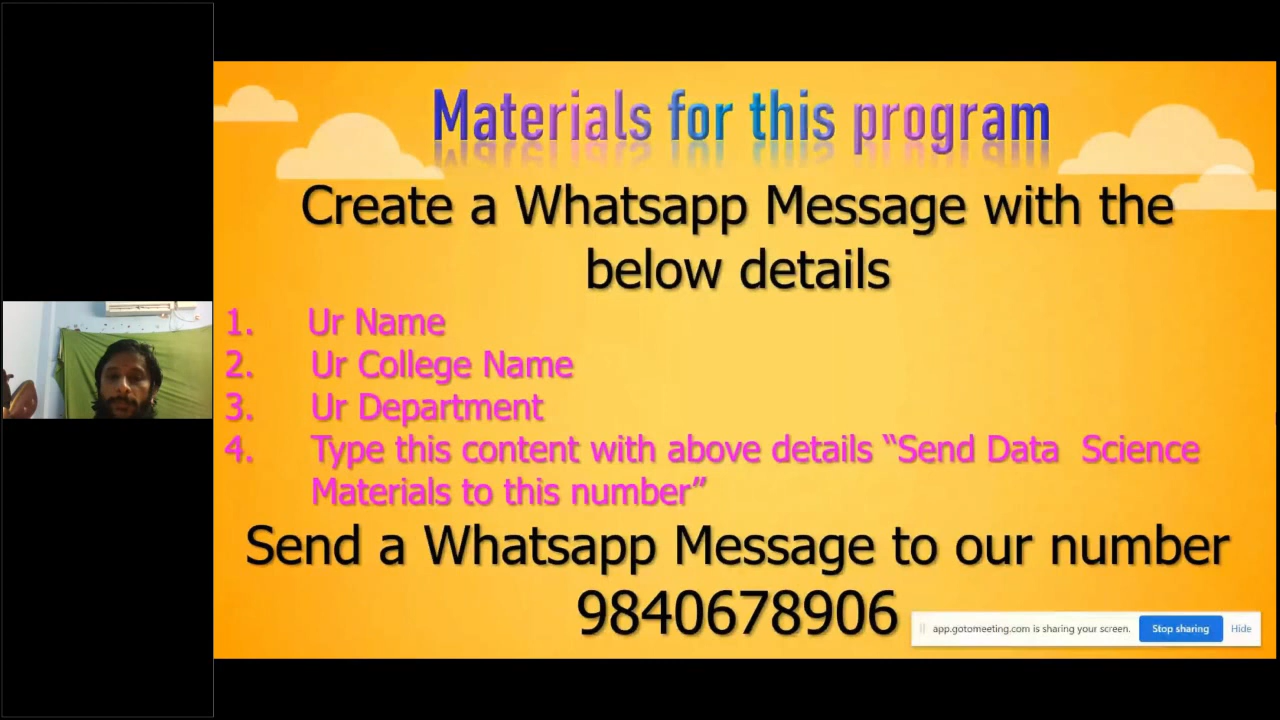 Materials for this program
Create a Whatsapp Message with the
below details
1. Ur Name
2. Ur College Name
3. Ur Department
4. Type this content with above details “Send Data Science
Materials to this number”
Send a Whatsapp Message to our number
9840678906
app.gotomeeting.com is sharing your screen. Stop sharing Hide